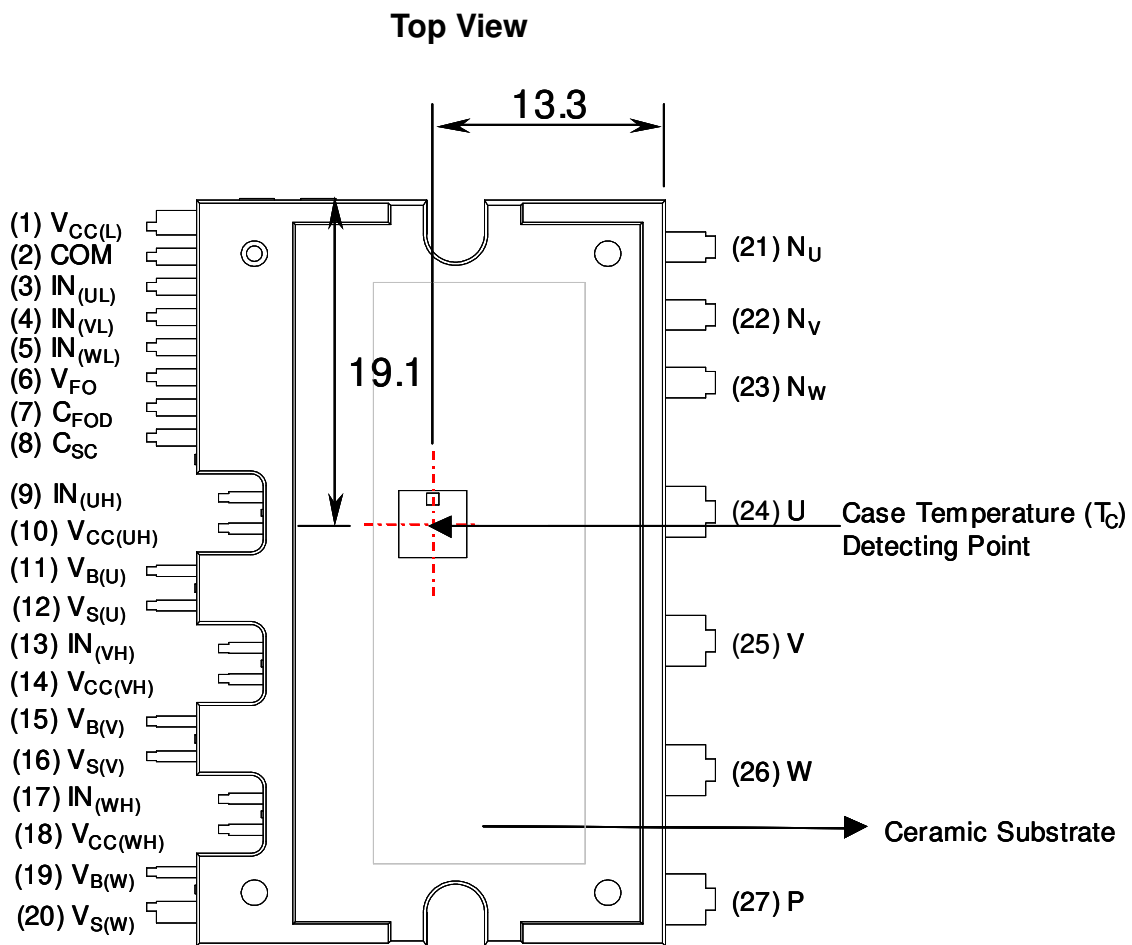 Top View
13.3
19.1
(1) VCC(L)
(2) COM
(3) IN(UL)
(4) IN(VL)
(5) IN(WL)
(6) VFO
(7) CFOD
(8) CSC
(9) IN(UH)
(10) VCC(UH)
(11) VB(U)
(12) VS(U)
(13) IN(VH)
(14) VCC(VH)
(15) VB(V)
(16) VS(V)
(17) IN(WH)
(18) VCC(WH)
(19) VB(W)
(20) VS(W)
(21) NU
(22) NV
(23) NW
(24) U
(25) V
(26) W
(27) P
Case Temperature (TC)
Detecting Point
Ceramic Substrate